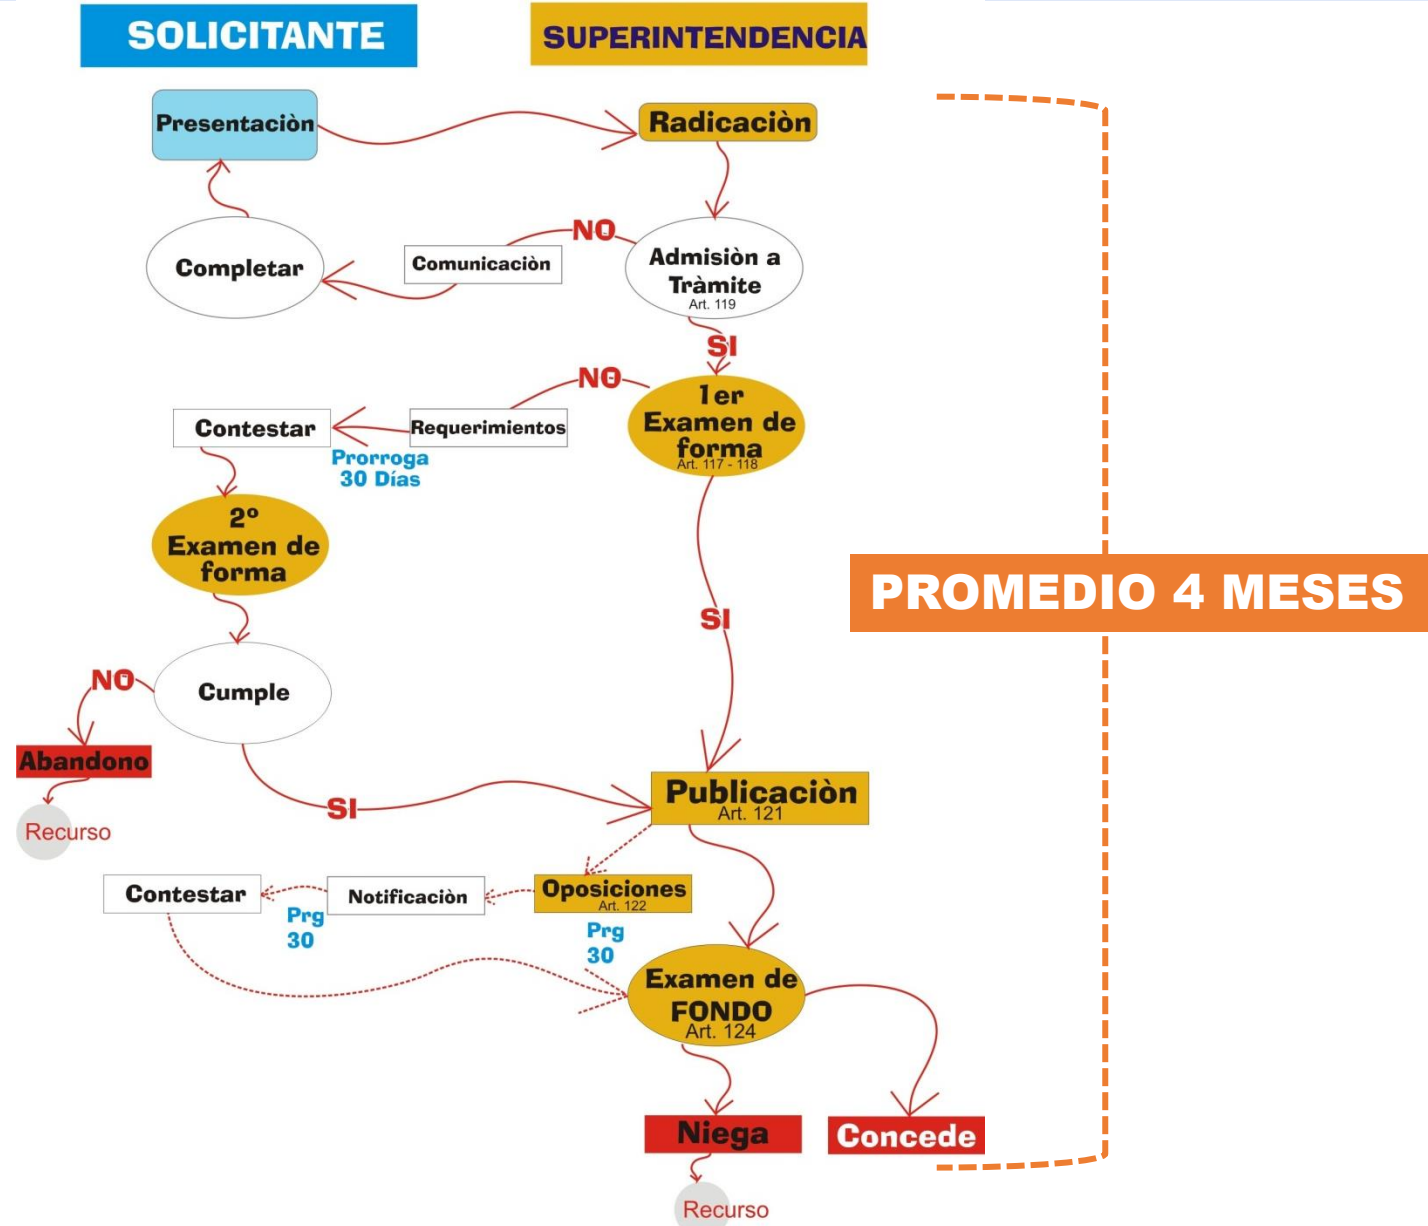 SOLICITANTE
SUPERINTENDENCIA
Presentaciòn
Radicaciòn
NO
Completar
Comunicaciòn
Admisiòn a
Tràmite
Art. 119
SI
NO
1er
Examen de
forma
Art. 117 - 118
Contestar
Requerimientos
Prorroga
30 Días
2º
Examen de
forma
PROMEDIO 4 MESES
SI
NO
Cumple
Abandono
Recurso
SI
Publicaciòn
Art. 121
Contestar
Notificaciòn
Oposiciones
Art. 122
Prg
30
Prg
30
Examen de
FONDO
Art. 124
Niega
Concede
Recurso